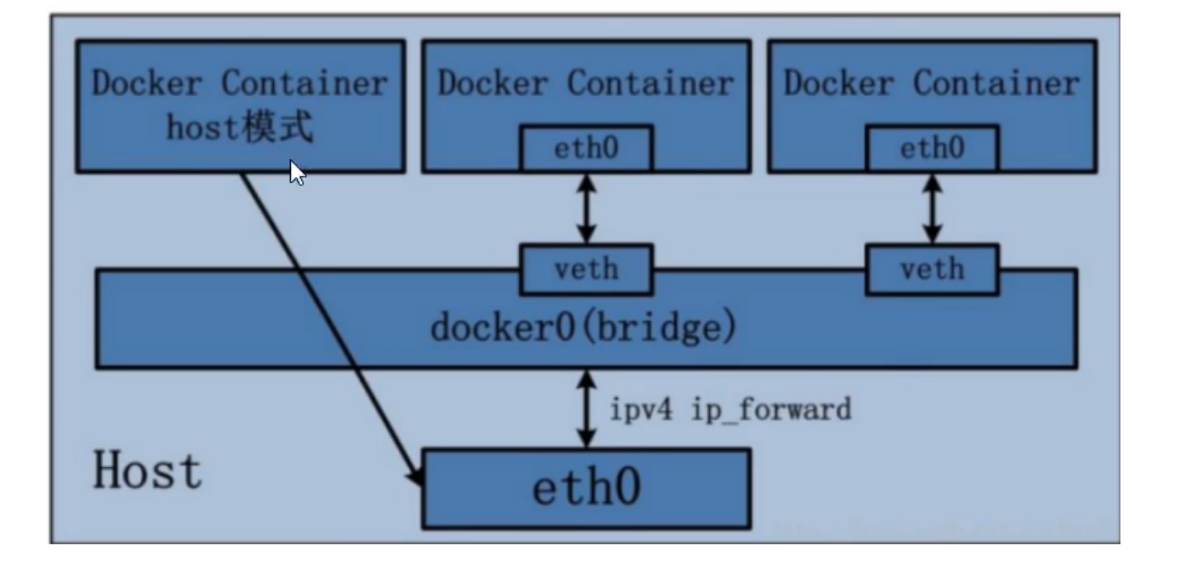 Docker Container
host模式
Docker Container
eth0
Docker Container
eth0
veth
veth
docker0(bridge)
ipv4 ip_forward
Host
eth0